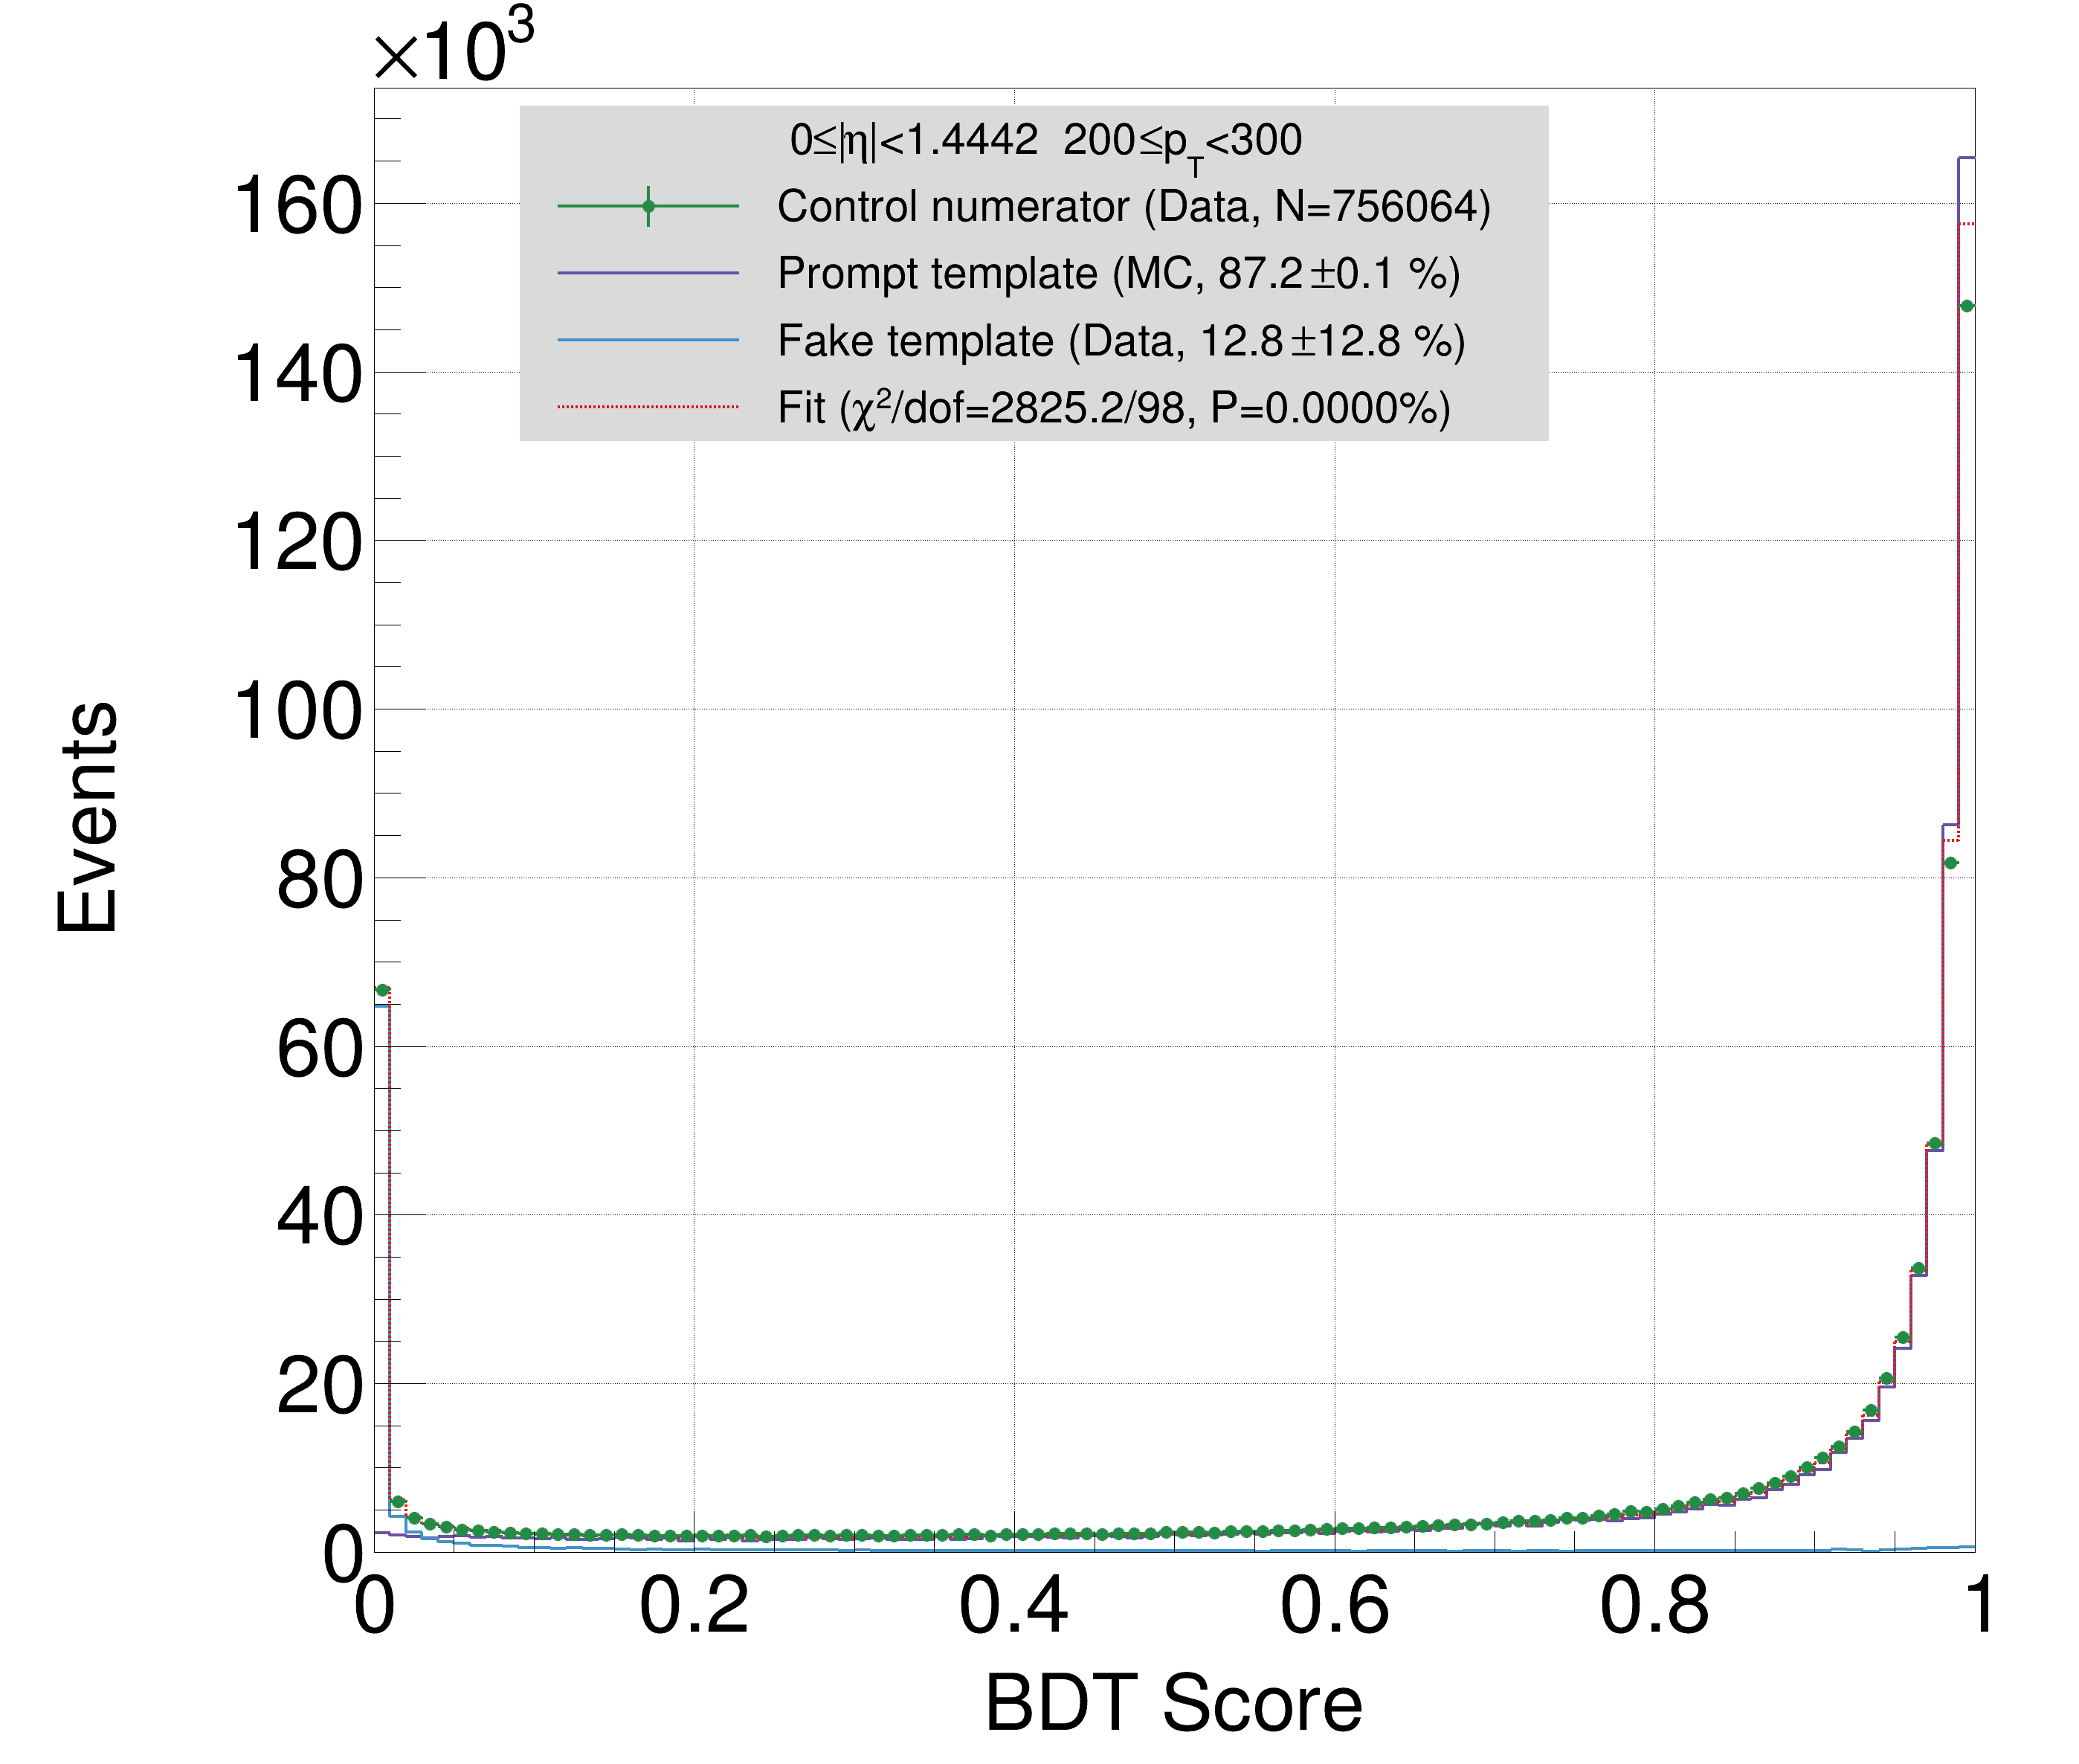 ×10³
0≤|η|<1.4442 200≤p_T<300
Control numerator (Data, N=756064)
Prompt template (MC, 87.2±0.1 %)
Fake template (Data, 12.8±12.8 %)
Fit (χ²/dof=2825.2/98, P=0.0000%)
160
140
120
100
80
60
40
20
0
Events
0 0.2 0.4 0.6 0.8 1
BDT Score